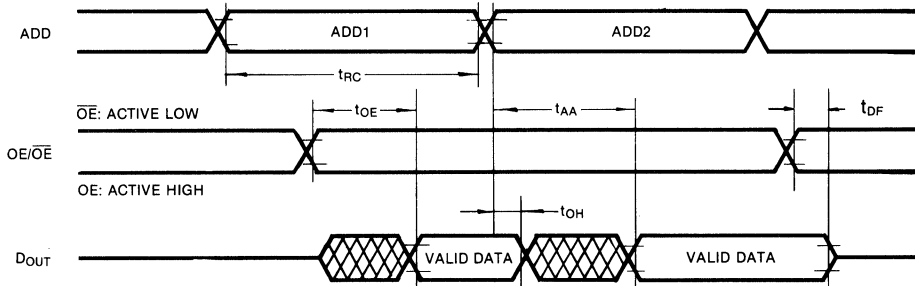 ADD
ADD1
ADD2
tRC
OE: ACTIVE LOW
tOE
tAA
tDF
OE/OE
OE: ACTIVE HIGH
tOH
DOUT
VALID DATA
VALID DATA